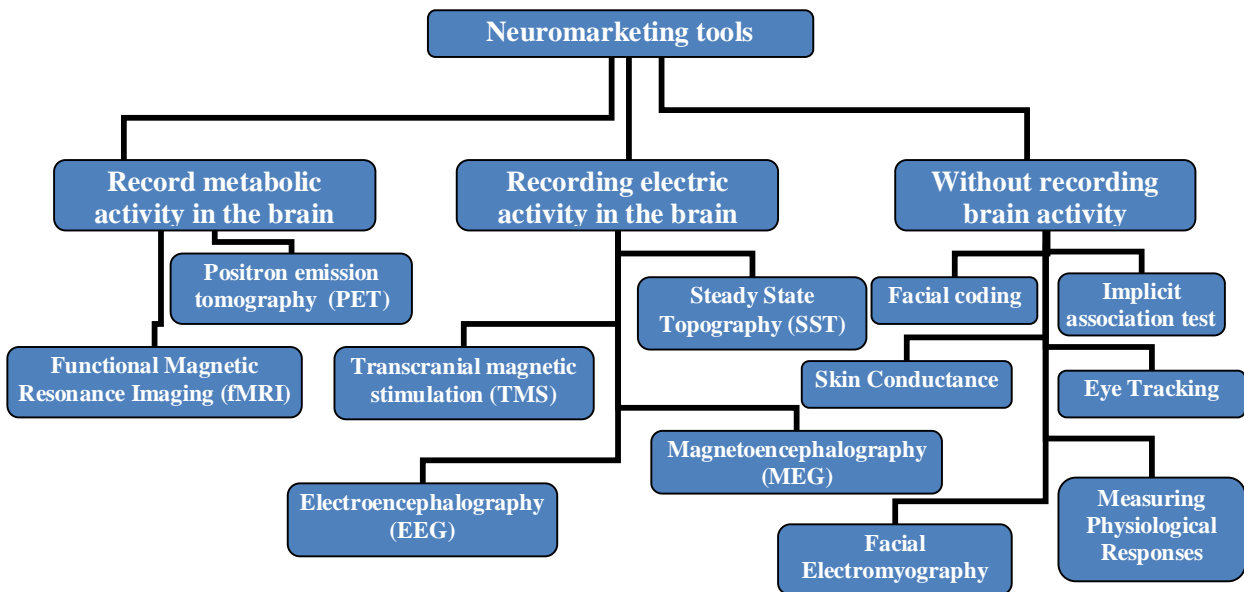 Neuromarketing tools
Record metabolic
activity in the brain
Recording electric
activity in the brain
Without recording
brain activity
Positron emission
tomography (PET)
Functional Magnetic
Resonance Imaging (fMRI)
Steady State
Topography (SST)
Transcranial magnetic
stimulation (TMS)
Magnetoencephalography
(MEG)
Electroencephalography
(EEG)
Facial coding
Implicit
association test
Skin Conductance
Eye Tracking
Measuring
Physiological
Responses
Facial
Electromyography